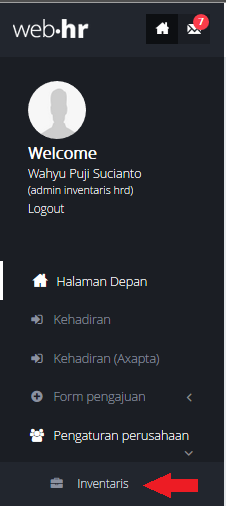 web·hr
7
Welcome
Wahyu Puji Sucianto
(admin inventaris hrd)
Logout
Halaman Depan
Kehadiran
Kehadiran (Axapta)
Form pengajuan
Pengaturan perusahaan
Inventaris